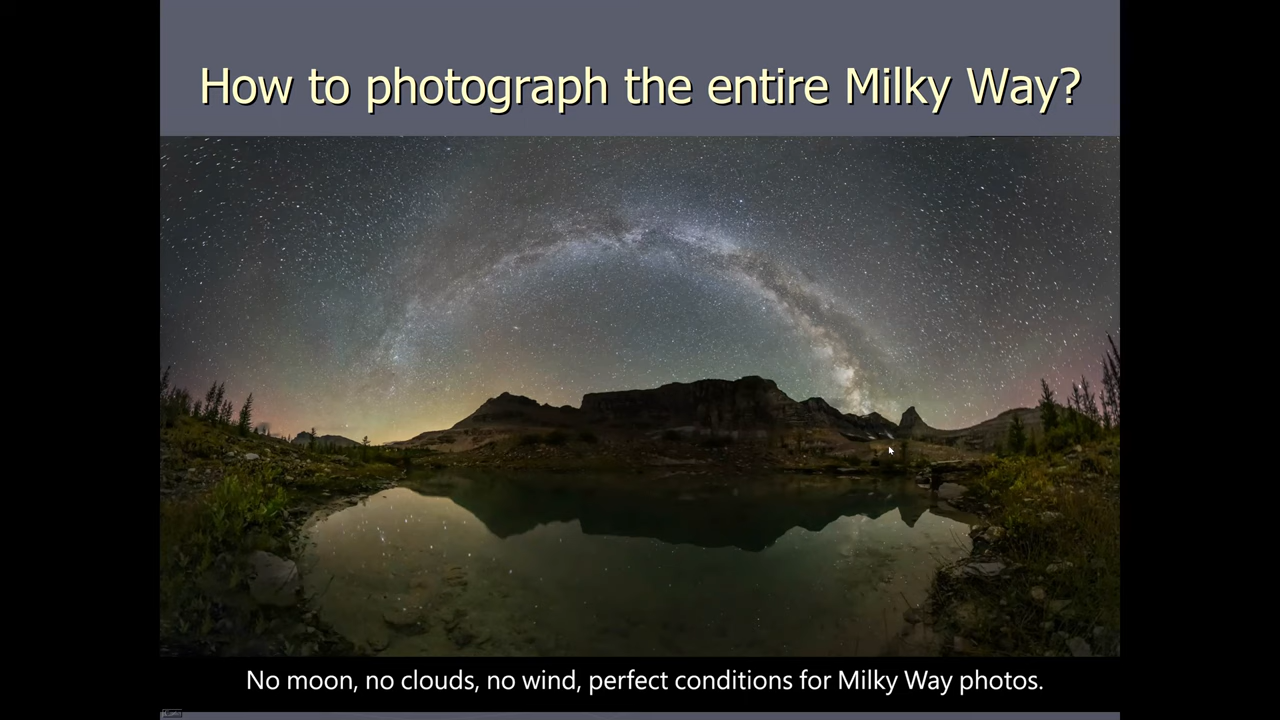 How to photograph the entire Milky Way?
No moon, no clouds, no wind, perfect conditions for Milky Way photos.